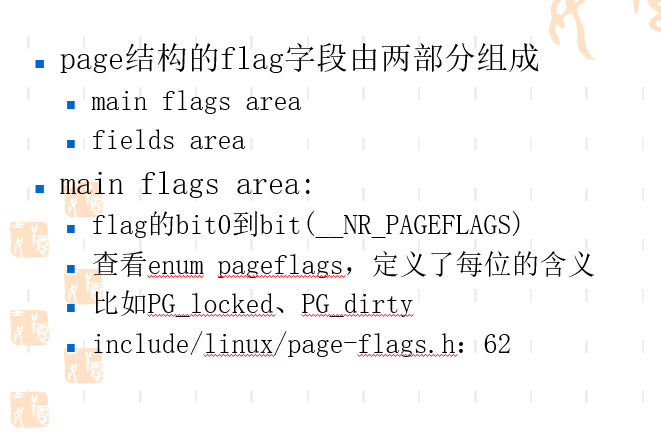 page结构的flag字段由两部分组成
main flags area
fields area
main flags area:
flag的bit0到bit(__NR_PAGEFLAGS)
查看enum pageflags，定义了每位的含义
比如PG_locked、PG_dirty
include/linux/page-flags.h：62